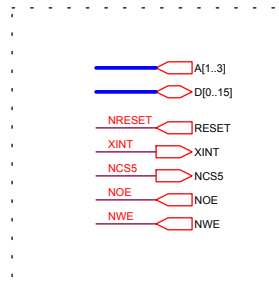 A[1..3]
D[0..15]
NRESET RESET
XINT XINT
NCS5 NCS5
NOE NOE
NWE NWE